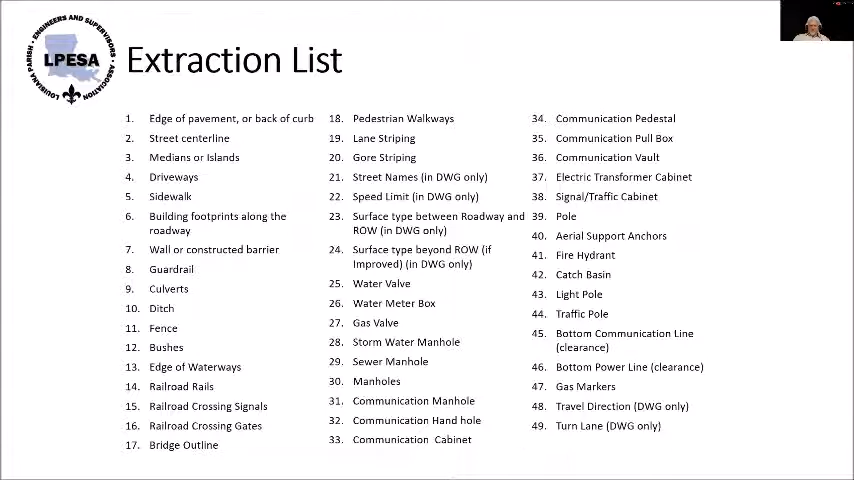 LOUISIANA PARISH · ENGINEERS AND SUPERVISORS · ASSOCIATION
LPESA
Extraction List
1. Edge of pavement, or back of curb
2. Street centerline
3. Medians or Islands
4. Driveways
5. Sidewalk
6. Building footprints along the
roadway
7. Wall or constructed barrier
8. Guardrail
9. Culverts
10. Ditch
11. Fence
12. Bushes
13. Edge of Waterways
14. Railroad Rails
15. Railroad Crossing Signals
16. Railroad Crossing Gates
17. Bridge Outline
18. Pedestrian Walkways
19. Lane Striping
20. Gore Striping
21. Street Names (in DWG only)
22. Speed Limit (in DWG only)
23. Surface type between Roadway and
ROW (in DWG only)
24. Surface type beyond ROW (if
Improved) (in DWG only)
25. Water Valve
26. Water Meter Box
27. Gas Valve
28. Storm Water Manhole
29. Sewer Manhole
30. Manholes
31. Communication Manhole
32. Communication Hand hole
33. Communication Cabinet
34. Communication Pedestal
35. Communication Pull Box
36. Communication Vault
37. Electric Transformer Cabinet
38. Signal/Traffic Cabinet
39. Pole
40. Aerial Support Anchors
41. Fire Hydrant
42. Catch Basin
43. Light Pole
44. Traffic Pole
45. Bottom Communication Line
(clearance)
46. Bottom Power Line (clearance)
47. Gas Markers
48. Travel Direction (DWG only)
49. Turn Lane (DWG only)